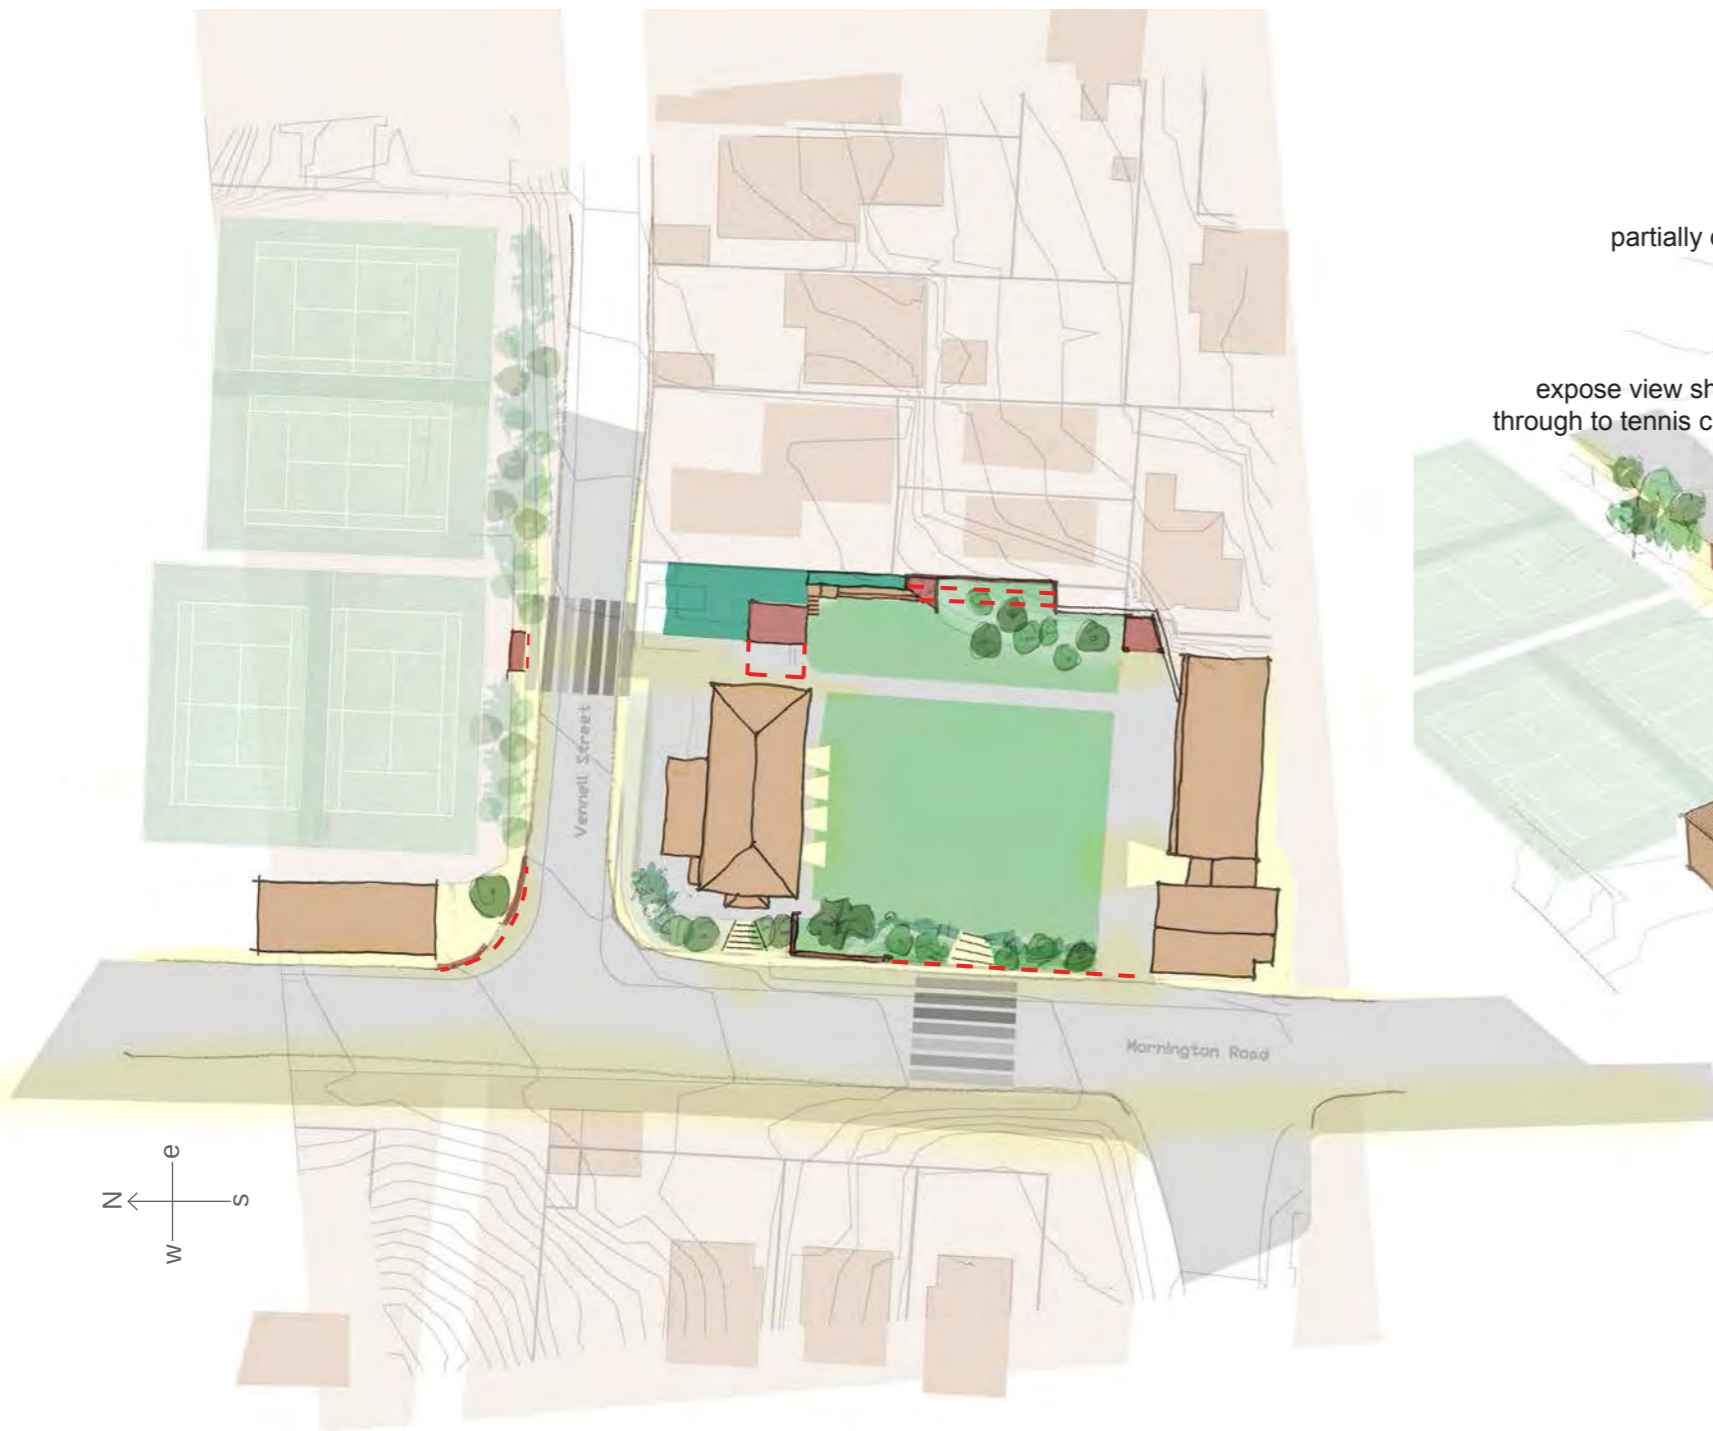 partially
expose view
through to tennis
Vennell Street
Mornington Road
e
N
s
w